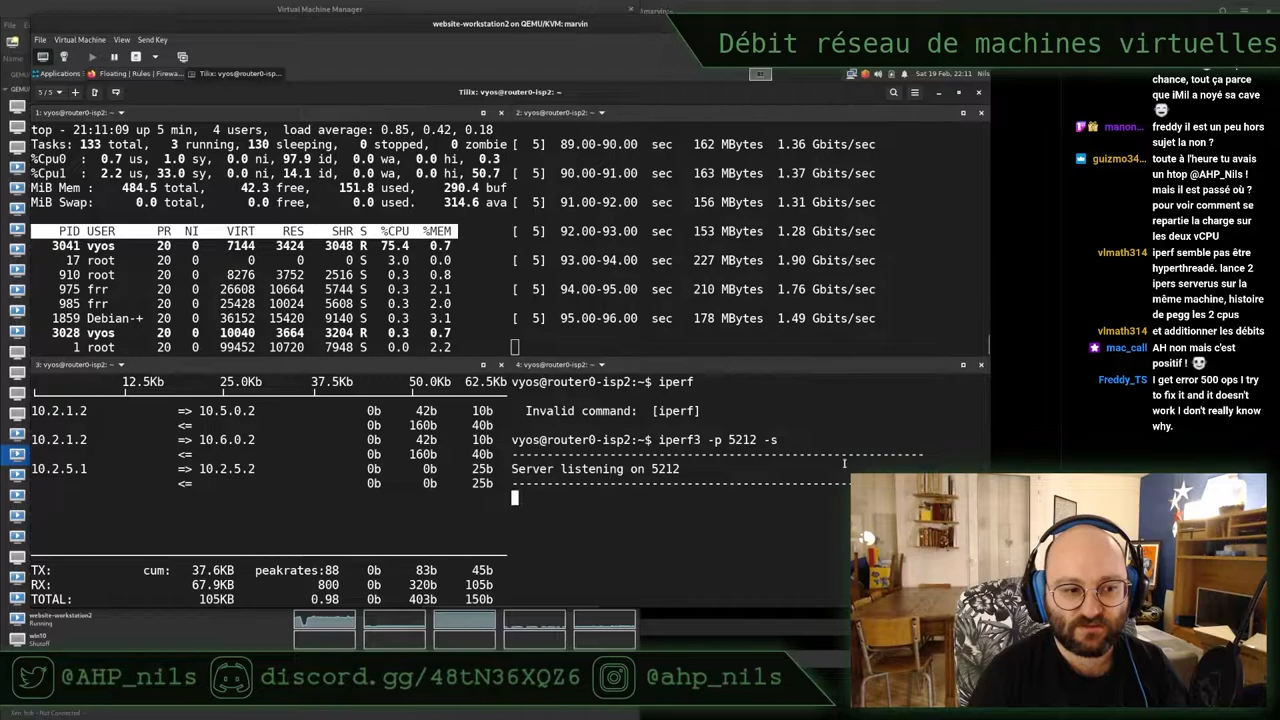 Virtual Machine Manager
website-workstation2 on QEMU/KVM: marvin
File Virtual Machine View Send Key
Applications Floating | Rules | Firewa... Tilix: vyos@router0-isp2:...
Sat 19 Feb, 22:11 Nils
5 / 5 Tilix: vyos@router0-isp2: ~
1: vyos@router0-isp2: ~
top - 21:11:09 up 5 min, 4 users, load average: 0.85, 0.42, 0.18
Tasks: 133 total, 3 running, 130 sleeping, 0 stopped, 0 zombie
%Cpu0 : 0.7 us, 1.0 sy, 0.0 ni, 97.9 id, 0.0 wa, 0.0 hi, 0.3
%Cpu1 : 2.2 us, 33.0 sy, 0.0 ni, 14.1 id, 0.0 wa, 0.0 hi, 50.7
MiB Mem : 484.5 total, 42.3 free, 151.8 used, 290.4 buf
MiB Swap: 0.0 total, 0.0 free, 0.0 used. 314.6 ava
PID USER PR NI VIRT RES SHR S %CPU %MEM
3041 vyos 20 0 7144 3424 3048 R 75.4 0.7
17 root 20 0 0 0 0 S 3.0 0.0
910 root 20 0 8276 3752 2516 S 0.3 0.8
975 frr 20 0 26608 10664 5744 S 0.3 2.1
985 frr 20 0 25428 10024 5608 S 0.3 2.0
1859 Debian-+ 20 0 36152 15420 9140 S 0.3 3.1
3028 vyos 20 0 10040 3664 3204 R 0.3 0.7
1 root 20 0 99452 10720 7948 S 0.0 2.2
2: vyos@router0-isp2: ~
[ 5] 89.00-90.00 sec 162 MBytes 1.36 Gbits/sec
[ 5] 90.00-91.00 sec 163 MBytes 1.37 Gbits/sec
[ 5] 91.00-92.00 sec 156 MBytes 1.31 Gbits/sec
[ 5] 92.00-93.00 sec 153 MBytes 1.28 Gbits/sec
[ 5] 93.00-94.00 sec 227 MBytes 1.90 Gbits/sec
[ 5] 94.00-95.00 sec 210 MBytes 1.76 Gbits/sec
[ 5] 95.00-96.00 sec 178 MBytes 1.49 Gbits/sec
3: vyos@router0-isp2: ~
12.5Kb 25.0Kb 37.5Kb 50.0Kb 62.5Kb
10.2.1.2 => 10.5.0.2 0b 42b 10b
<= 0b 160b 40b
10.2.1.2 => 10.6.0.2 0b 42b 10b
<= 0b 160b 40b
10.2.5.1 => 10.2.5.2 0b 0b 25b
<= 0b 0b 25b
TX: cum: 37.6KB peakrates:88 0b 83b 45b
RX: 67.9KB 800 0b 320b 105b
TOTAL: 105KB 0.98 0b 403b 150b
4: vyos@router0-isp2: ~
vyos@router0-isp2:~$ iperf
Invalid command: [iperf]
vyos@router0-isp2:~$ iperf3 -p 5212 -s
-----------------------------------------------------------
Server listening on 5212
-----------------------------------------------------------
website-workstation2
Running
win10
Shutoff
Débit réseau de machines virtuelles
chance, tout ça parce
que iMil a noyé sa cave
manon... freddy il est un peu hors
sujet la non ?
guizmo34... toute à l'heure tu avais
un htop @AHP_Nils !
mais il est passé où ?
pour voir comment se
repartie la charge sur
les deux vCPU
vlmath314 iperf semble pas être
hyperthreadé. lance 2
ipers serverus sur la
même machine, histoire
de pegg les 2 cpus
vlmath314 et additionner les débits
mac_call AH non mais c'est
positif !
Freddy_TS I get error 500 ops I try
to fix it and it doesn't
work I don't really know
why.
@AHP_nils discord.gg/48tN36XQZ6 @ahp_nils